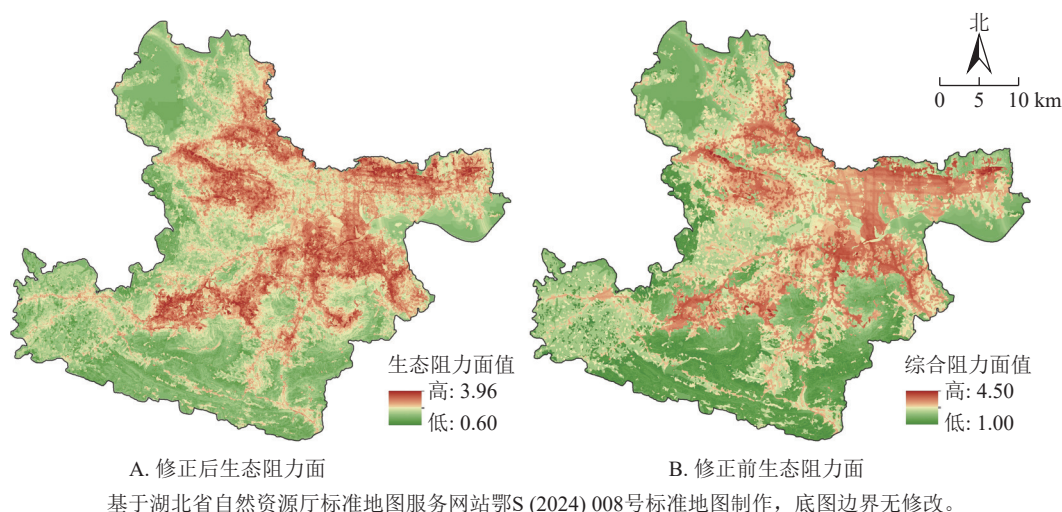 北
0 5 10 km
生态阻力面值
高: 3.96
低: 0.60
综合阻力面值
高: 4.50
低: 1.00
A. 修正后生态阻力面
B. 修正前生态阻力面
基于湖北省自然资源厅标准地图服务网站鄂S (2024) 008号标准地图制作，底图边界无修改。